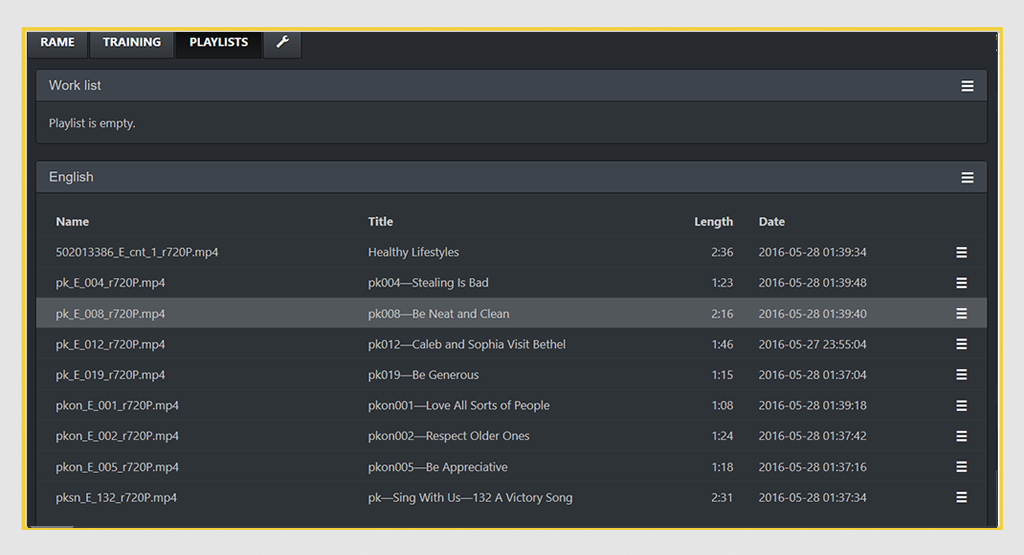 RAME TRAINING PLAYLISTS
Work list
Playlist is empty.
English
Name Title Length Date
502013386_E_cnt_1_r720P.mp4 Healthy Lifestyles 2:36 2016-05-28 01:39:34
pk_E_004_r720P.mp4 pk004—Stealing Is Bad 1:23 2016-05-28 01:39:48
pk_E_008_r720P.mp4 pk008—Be Neat and Clean 2:16 2016-05-28 01:39:40
pk_E_012_r720P.mp4 pk012—Caleb and Sophia Visit Bethel 1:46 2016-05-27 23:55:04
pk_E_019_r720P.mp4 pk019—Be Generous 1:15 2016-05-28 01:37:04
pkon_E_001_r720P.mp4 pkon001—Love All Sorts of People 1:08 2016-05-28 01:39:18
pkon_E_002_r720P.mp4 pkon002—Respect Older Ones 1:24 2016-05-28 01:37:42
pkon_E_005_r720P.mp4 pkon005—Be Appreciative 1:18 2016-05-28 01:37:16
pksn_E_132_r720P.mp4 pk—Sing With Us—132 A Victory Song 2:31 2016-05-28 01:37:34